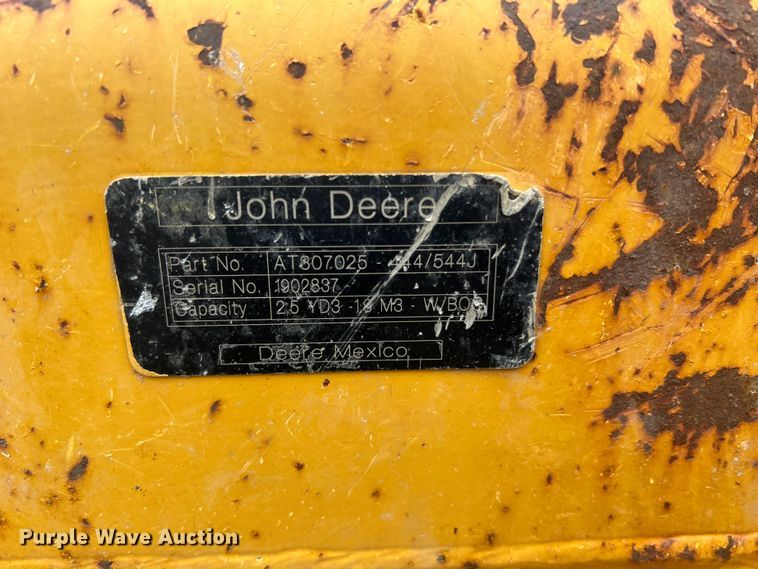 John Deere
Part No. AT307025 - 444/544J
Serial No. 1902837
Capacity 2.5 YD3 - 1.9 M3 - W/BOE
Deere Mexico
Purple Wave Auction